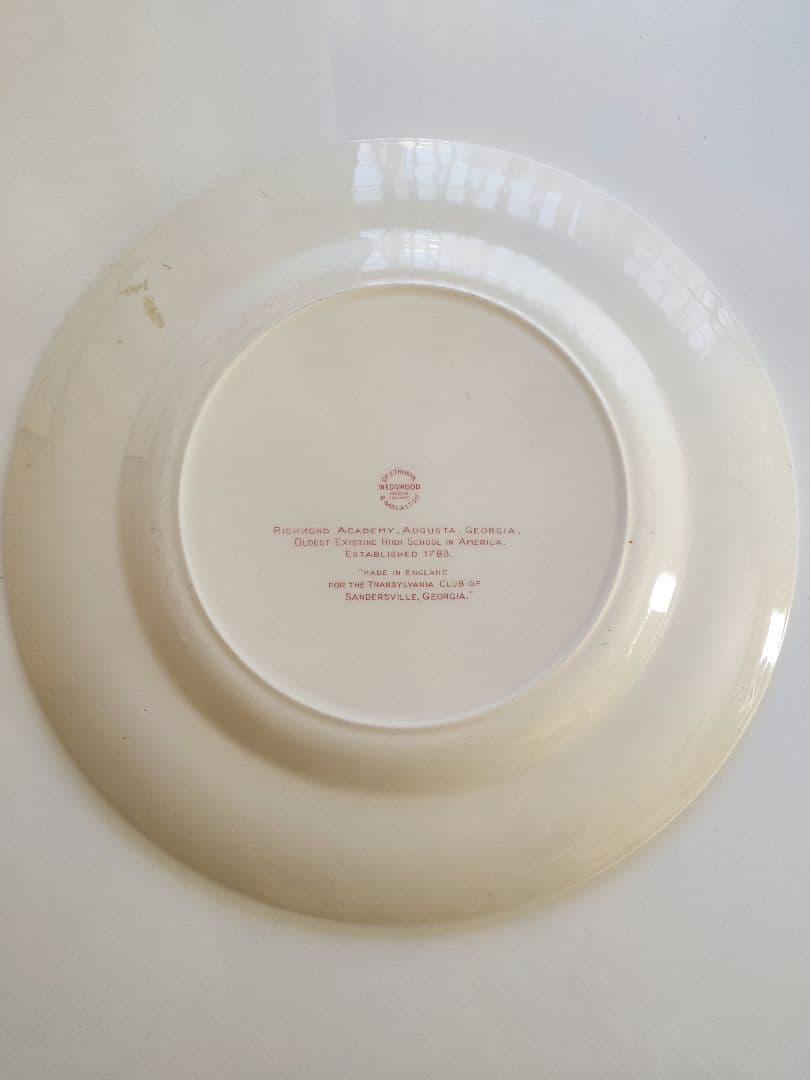 OF ETRURIA
WEDGWOOD
MADE IN
ENGLAND
& BARLASTON
RICHMOND ACADEMY, AUGUSTA, GEORGIA.
OLDEST EXISTING HIGH SCHOOL IN AMERICA.
ESTABLISHED 1783.
"MADE IN ENGLAND
FOR THE TRANSYLVANIA CLUB OF
SANDERSVILLE, GEORGIA."